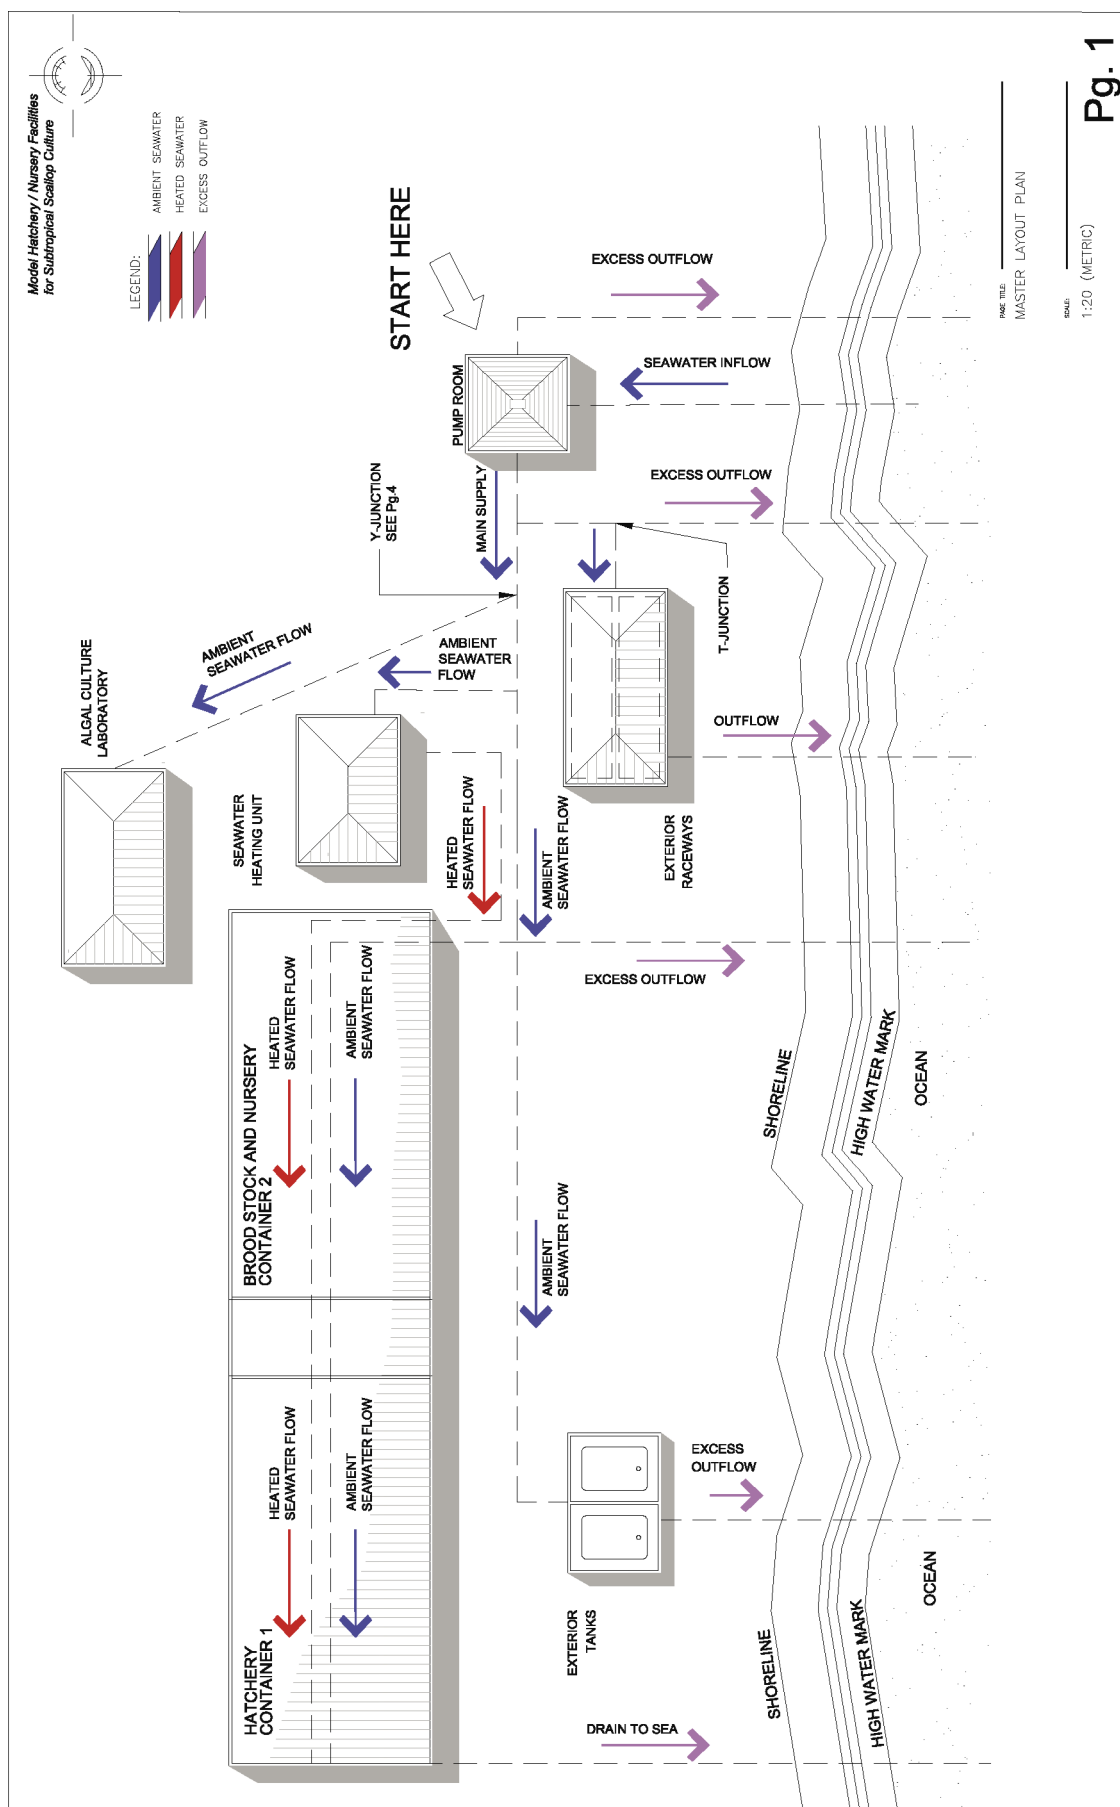 Model Hatchery / Nursery Facilities
for Subtropical Scallop Culture
LEGEND:
AMBIENT SEAWATER
HEATED SEAWATER
EXCESS OUTFLOW
START HERE
PUMP ROOM
EXCESS OUTFLOW
SEAWATER INFLOW
EXCESS OUTFLOW
MAIN SUPPLY
Y-JUNCTION
SEE Pg.4
T-JUNCTION
ALGAL CULTURE
LABORATORY
AMBIENT
SEAWATER FLOW
AMBIENT
SEAWATER
FLOW
SEAWATER
HEATING UNIT
HEATED
SEAWATER FLOW
AMBIENT
SEAWATER FLOW
EXTERIOR
RACEWAYS
OUTFLOW
EXCESS OUTFLOW
BROOD STOCK AND NURSERY
CONTAINER 2
HEATED
SEAWATER FLOW
AMBIENT
SEAWATER FLOW
AMBIENT
SEAWATER FLOW
HATCHERY
CONTAINER 1
HEATED
SEAWATER FLOW
AMBIENT
SEAWATER FLOW
EXTERIOR
TANKS
EXCESS
OUTFLOW
DRAIN TO SEA
SHORELINE
HIGH WATER MARK
OCEAN
SHORELINE
HIGH WATER MARK
OCEAN
PAGE TITLE:
MASTER LAYOUT PLAN
SCALE:
1:20 (METRIC)
Pg. 1